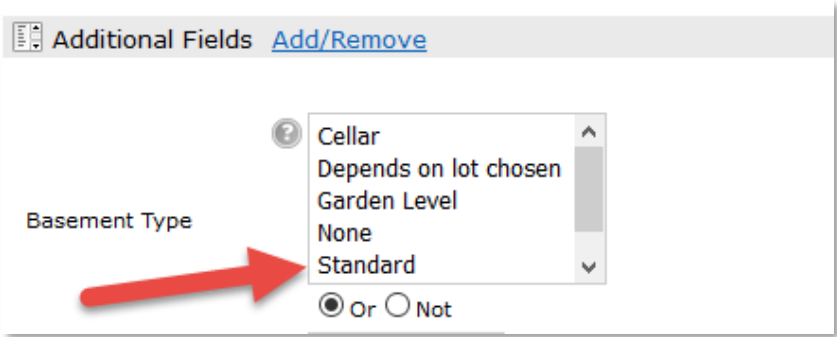 Additional Fields Add/Remove
?
Cellar
Depends on lot chosen
Garden Level
None
Standard
Basement Type
Or Not